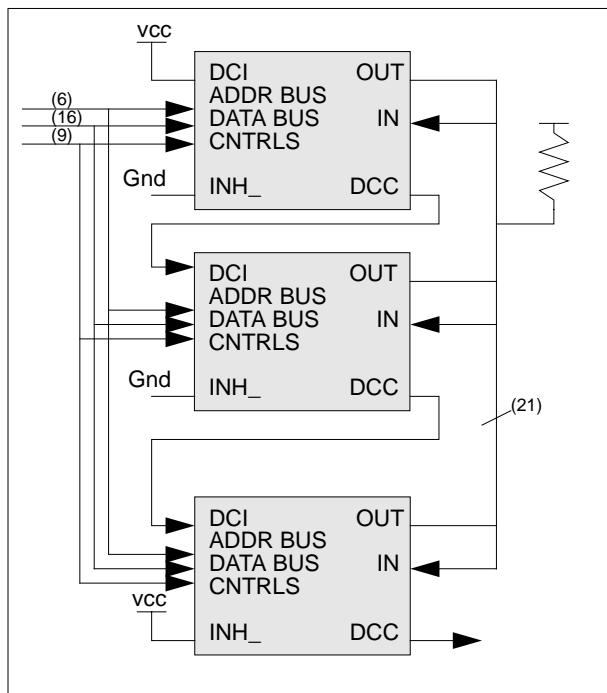 vcc
DCI OUT
(6)
ADDR BUS
(16)
DATA BUS IN
(9)
CNTRLS
Gnd
INH_ DCC
DCI OUT
ADDR BUS
DATA BUS IN
CNTRLS
Gnd
INH_ DCC
(21)
DCI OUT
ADDR BUS
DATA BUS IN
CNTRLS
vcc
INH_ DCC